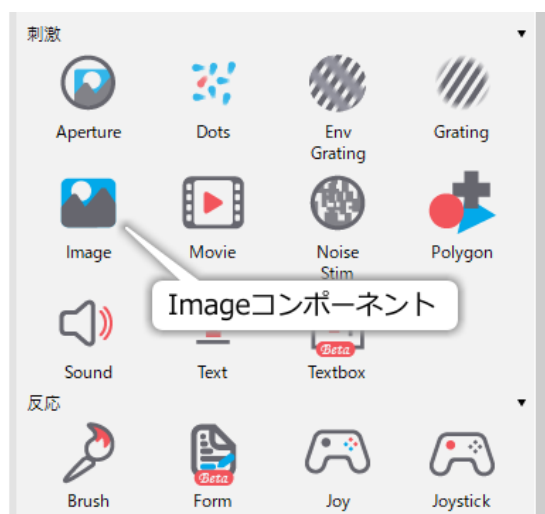 刺激
Aperture
Dots
Env
Grating
Grating
Image
Movie
Noise
Stim
Polygon
Imageコンポーネント
Sound
Text
Beta
Textbox
反応
Brush
Beta
Form
Joy
Joystick